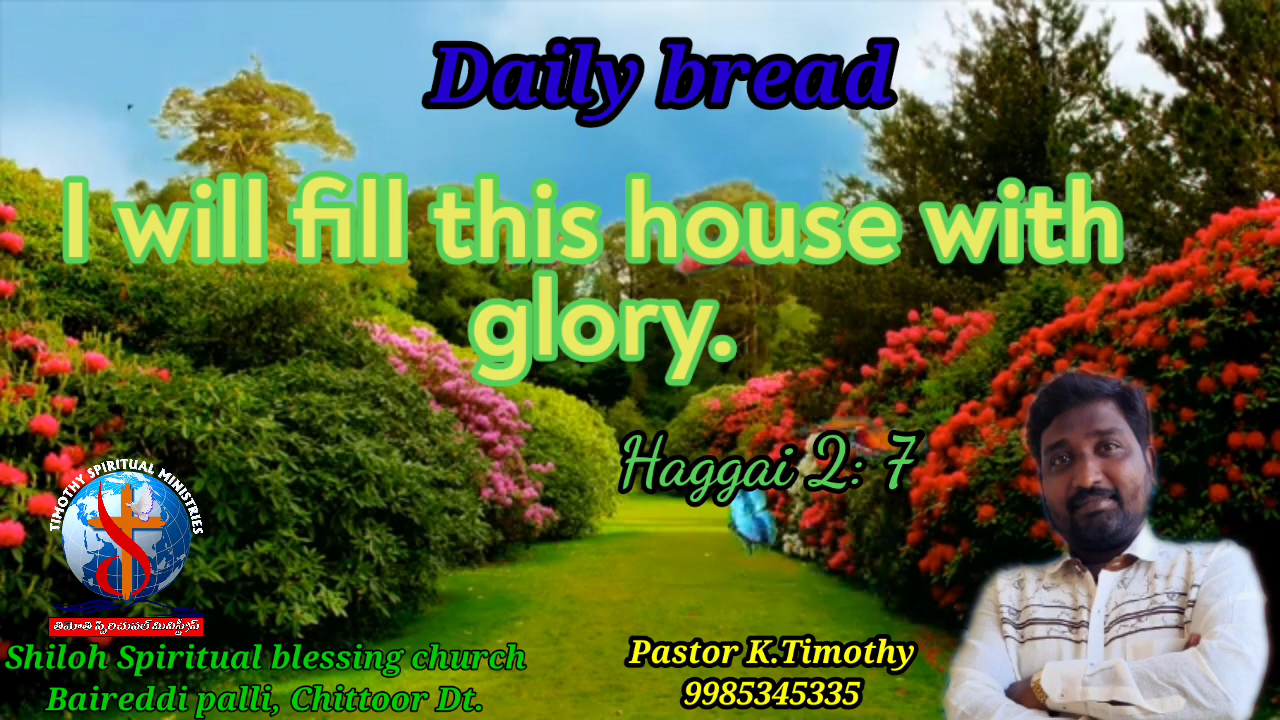 Daily bread
I will fill this house with
glory.
Haggai 2: 7
TIMOTHY SPIRITUAL MINISTRIES
తిమోతి స్పిరిచువల్ మినిస్ట్రీస్
Shiloh Spiritual blessing church
Baireddi palli, Chittoor Dt.
Pastor K.Timothy
9985345335